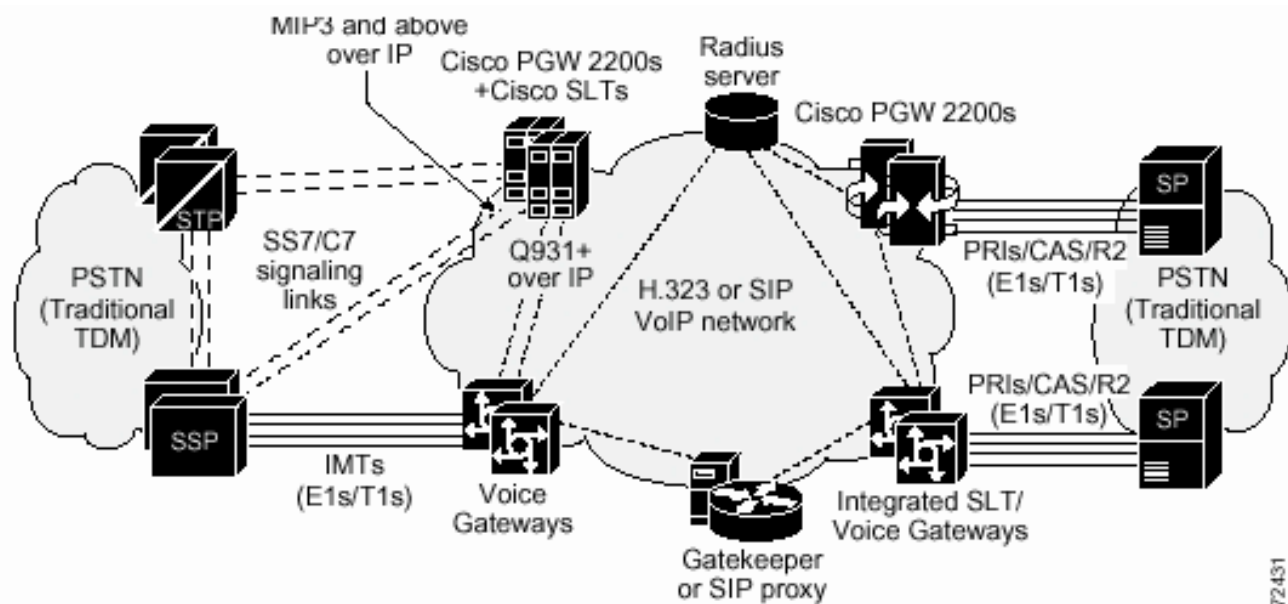 MIP3 and above
over IP
Cisco PGW 2200s
+Cisco SLTs
Radius
server
Cisco PGW 2200s
STP
SP
SS7/C7
signaling
links
Q931+
over IP
PRIs/CAS/R2
(E1s/T1s)
PSTN
(Traditional
TDM)
H.323 or SIP
VoIP network
PSTN
(Traditional
TDM)
PRIs/CAS/R2
(E1s/T1s)
SSP
SP
IMTs
(E1s/T1s)
Voice
Gateways
Integrated SLT/
Voice Gateways
Gatekeeper
or SIP proxy
72431